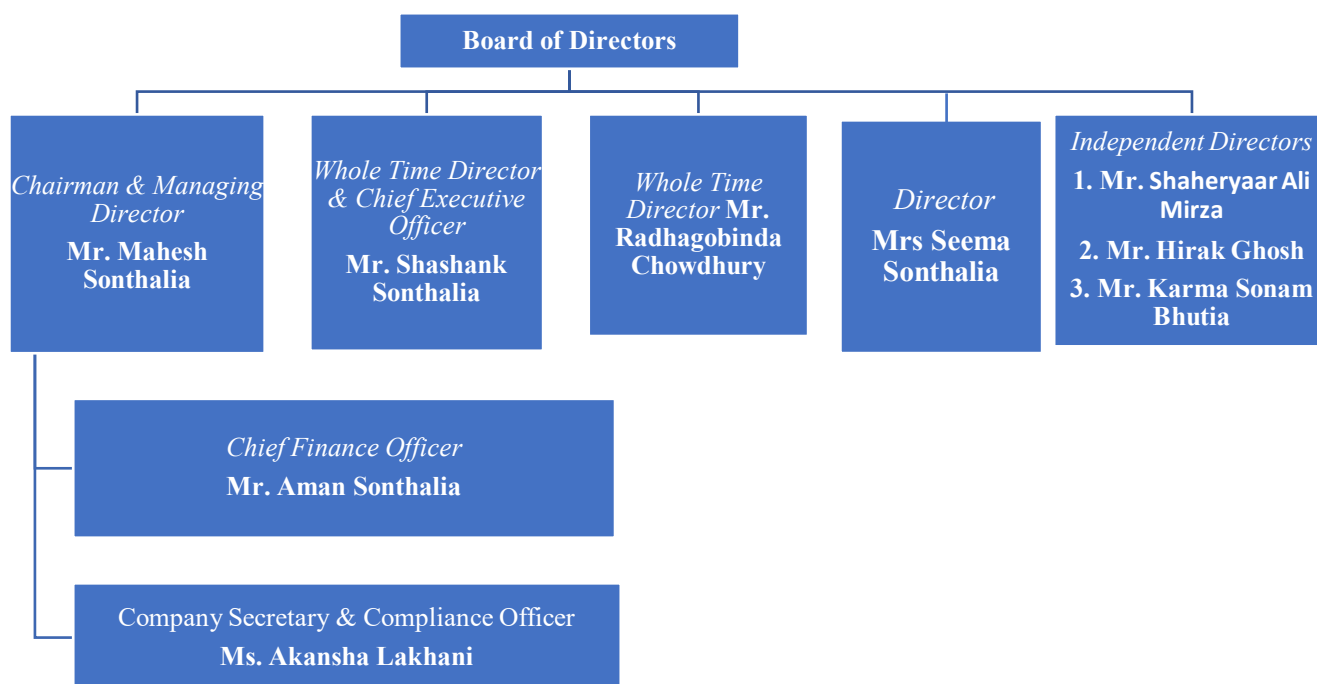 Board of Directors
Chairman & Managing
Director
Mr. Mahesh
Sonthalia
Whole Time Director
& Chief Executive
Officer
Mr. Shashank
Sonthalia
Whole Time
Director Mr.
Radhagobinda
Chowdhury
Director
Mrs Seema
Sonthalia
Independent Directors
1. Mr. Shaheryaar Ali
Mirza
2. Mr. Hirak Ghosh
3. Mr. Karma Sonam
Bhutia
Chief Finance Officer
Mr. Aman Sonthalia
Company Secretary & Compliance Officer
Ms. Akansha Lakhani